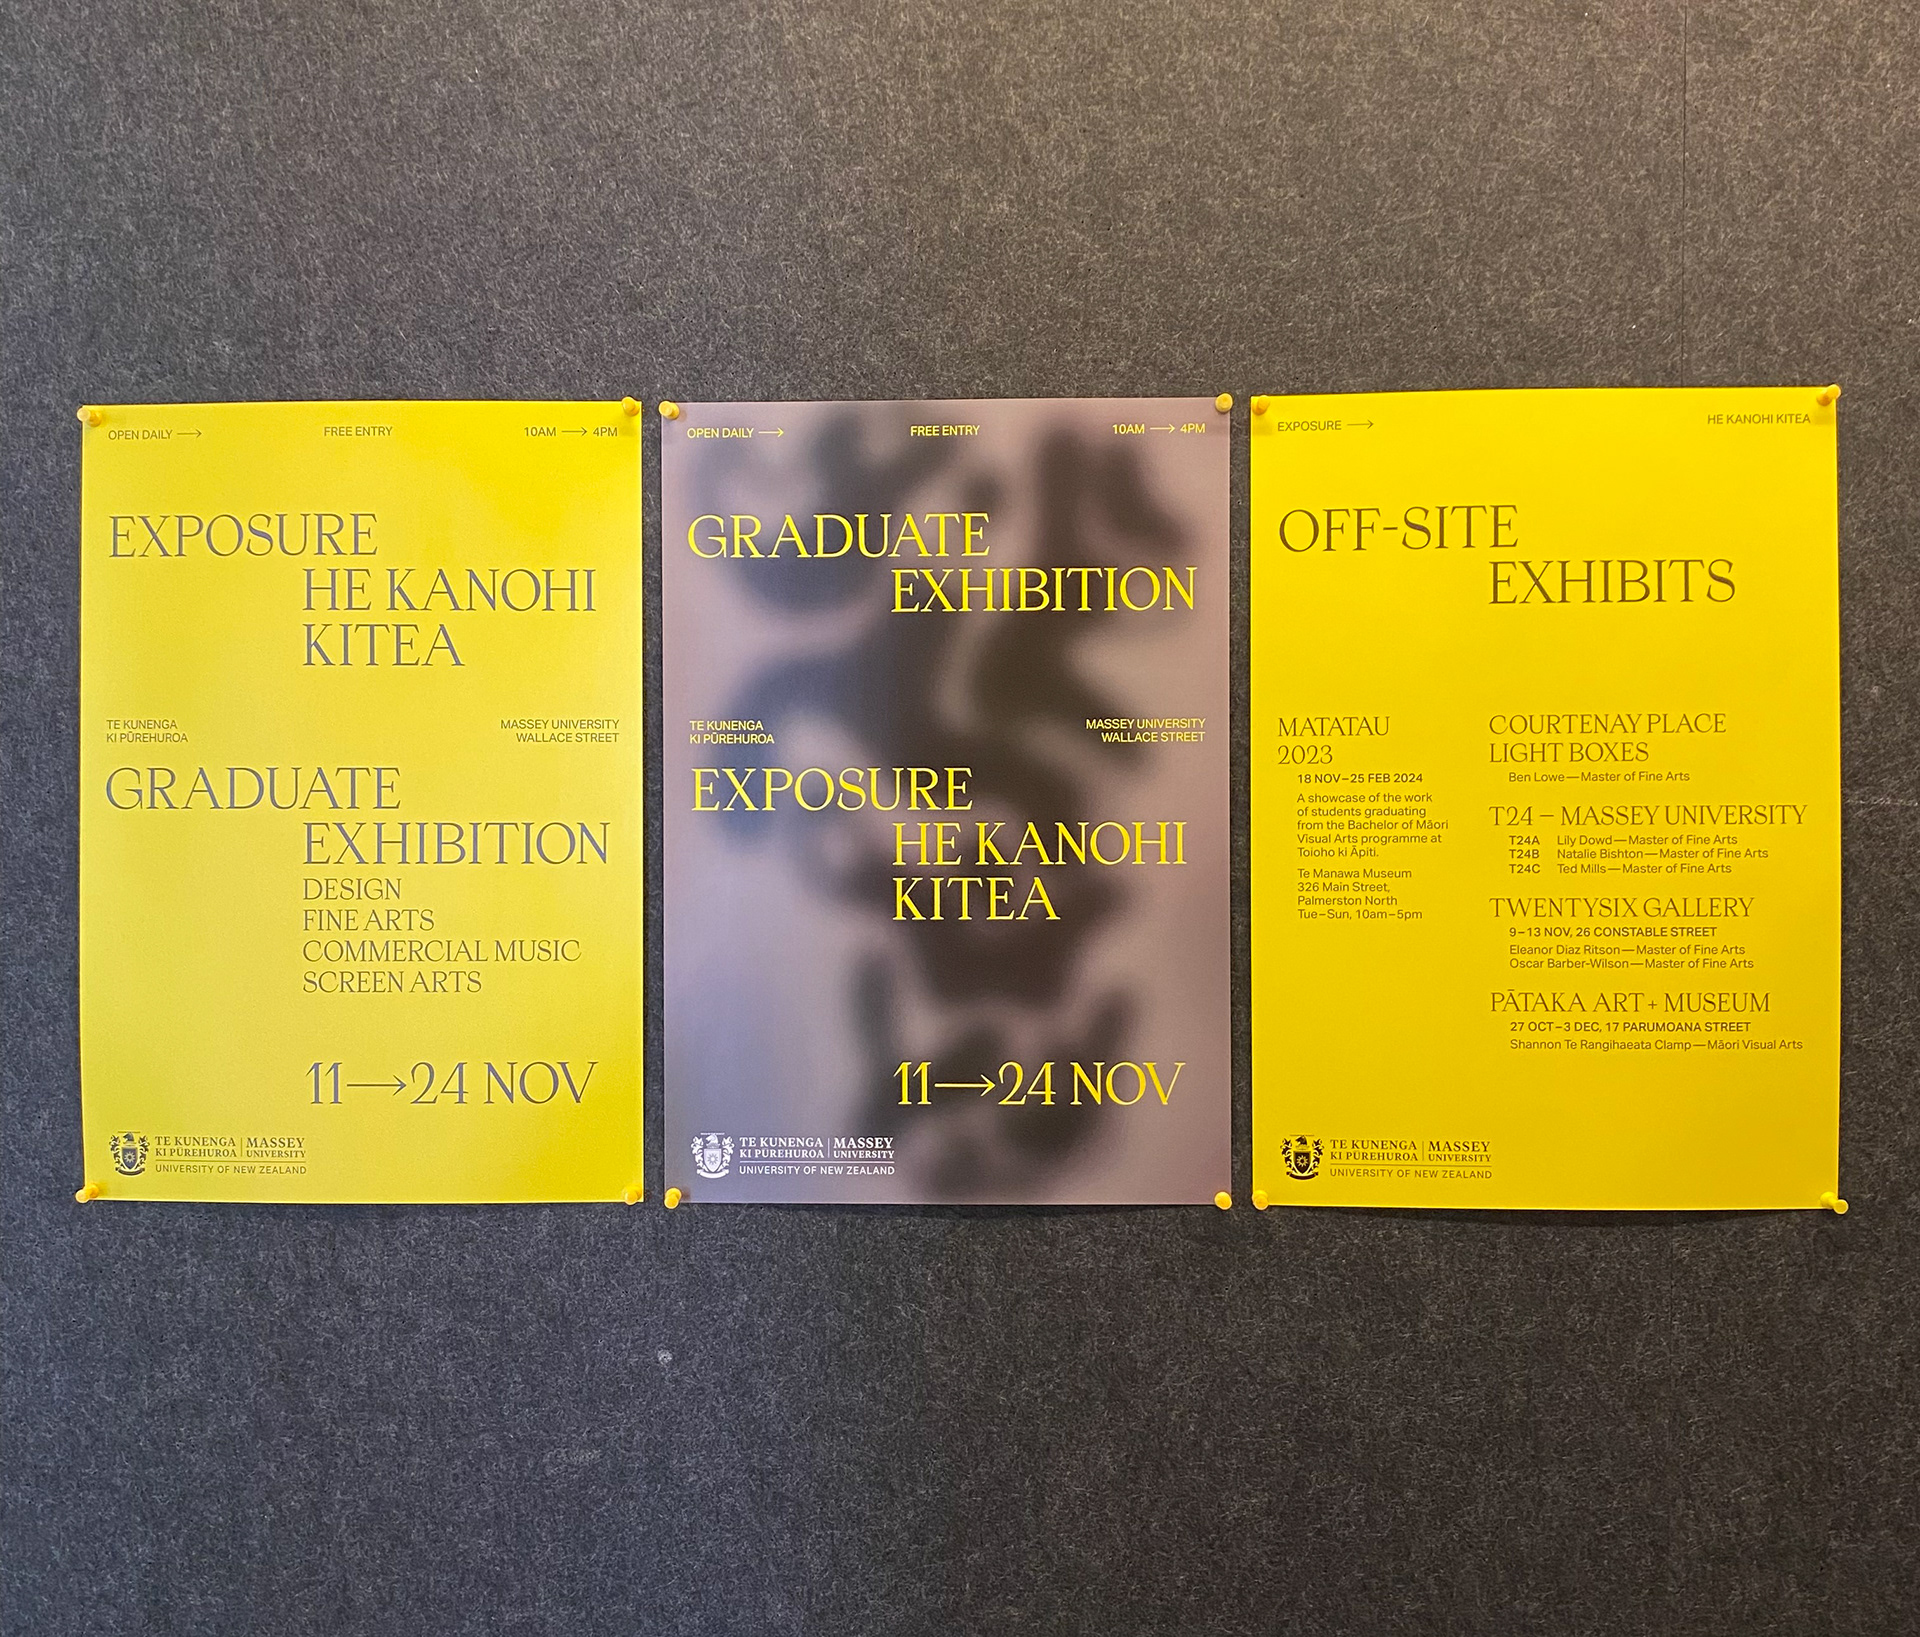 OPEN DAILY ⟶ FREE ENTRY 10AM ⟶ 4PM
EXPOSURE
HE KANOHI
KITEA
TE KUNENGA
KI PŪREHUROA
MASSEY UNIVERSITY
WALLACE STREET
GRADUATE
EXHIBITION
DESIGN
FINE ARTS
COMMERCIAL MUSIC
SCREEN ARTS
11⟶24 NOV
TE KUNENGA
KI PŪREHUROA
MASSEY
UNIVERSITY
UNIVERSITY OF NEW ZEALAND
OPEN DAILY ⟶ FREE ENTRY 10AM ⟶ 4PM
GRADUATE
EXHIBITION
TE KUNENGA
KI PŪREHUROA
MASSEY UNIVERSITY
WALLACE STREET
EXPOSURE
HE KANOHI
KITEA
11⟶24 NOV
TE KUNENGA
KI PŪREHUROA
MASSEY
UNIVERSITY
UNIVERSITY OF NEW ZEALAND
EXPOSURE ⟶ HE KANOHI KITEA
OFF-SITE
EXHIBITS
MATATAU
2023
18 NOV–25 FEB 2024
A showcase of the work
of students graduating
from the Bachelor of Māori
Visual Arts programme at
Toioho ki Āpiti.
Te Manawa Museum
326 Main Street,
Palmerston North
Tue–Sun, 10am–5pm
COURTENAY PLACE
LIGHT BOXES
Ben Lowe—Master of Fine Arts
T24 – MASSEY UNIVERSITY
T24A Lily Dowd—Master of Fine Arts
T24B Natalie Bishton—Master of Fine Arts
T24C Ted Mills—Master of Fine Arts
TWENTYSIX GALLERY
9–13 NOV, 26 CONSTABLE STREET
Eleanor Diaz Ritson—Master of Fine Arts
Oscar Barber-Wilson—Master of Fine Arts
PĀTAKA ART + MUSEUM
27 OCT–3 DEC, 17 PARUMOANA STREET
Shannon Te Rangihaeata Clamp—Māori Visual Arts
TE KUNENGA
KI PŪREHUROA
MASSEY
UNIVERSITY
UNIVERSITY OF NEW ZEALAND